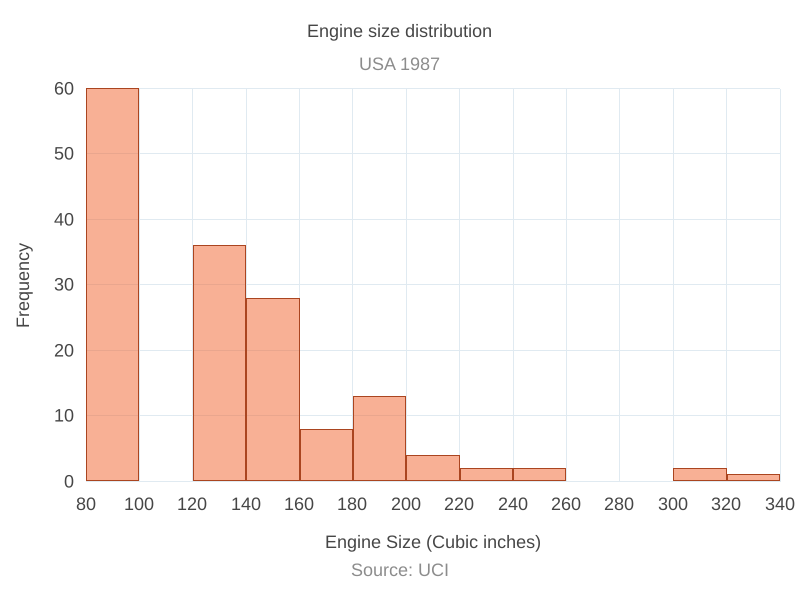 Engine size distribution
USA 1987
60
50
40
30
20
10
0
Frequency
80 100 120 140 160 180 200 220 240 260 280 300 320 340
Engine Size (Cubic inches)
Source: UCI